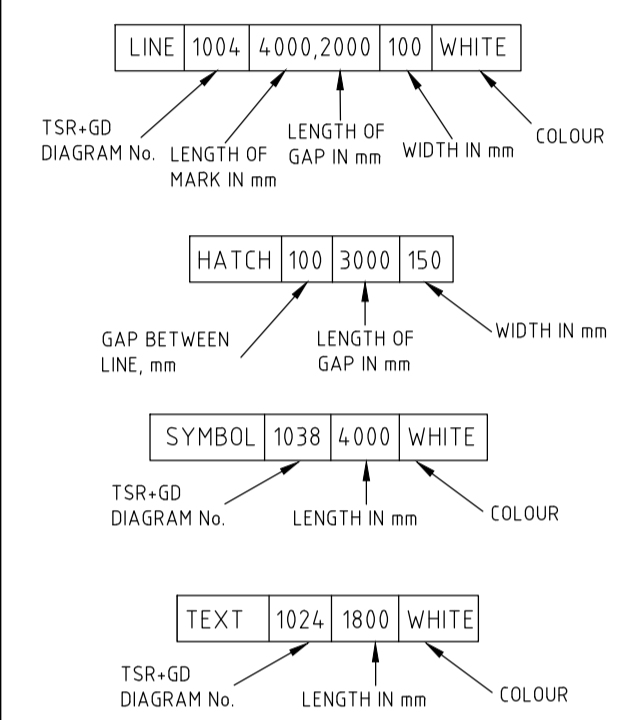 LINE 1004 4000,2000 100 WHITE
TSR+GD
DIAGRAM No.
LENGTH OF
MARK IN mm
LENGTH OF
GAP IN mm
WIDTH IN mm
COLOUR
HATCH 100 3000 150
GAP BETWEEN
LINE, mm
LENGTH OF
GAP IN mm
WIDTH IN mm
SYMBOL 1038 4000 WHITE
TSR+GD
DIAGRAM No.
LENGTH IN mm
COLOUR
TEXT 1024 1800 WHITE
TSR+GD
DIAGRAM No.
LENGTH IN mm
COLOUR